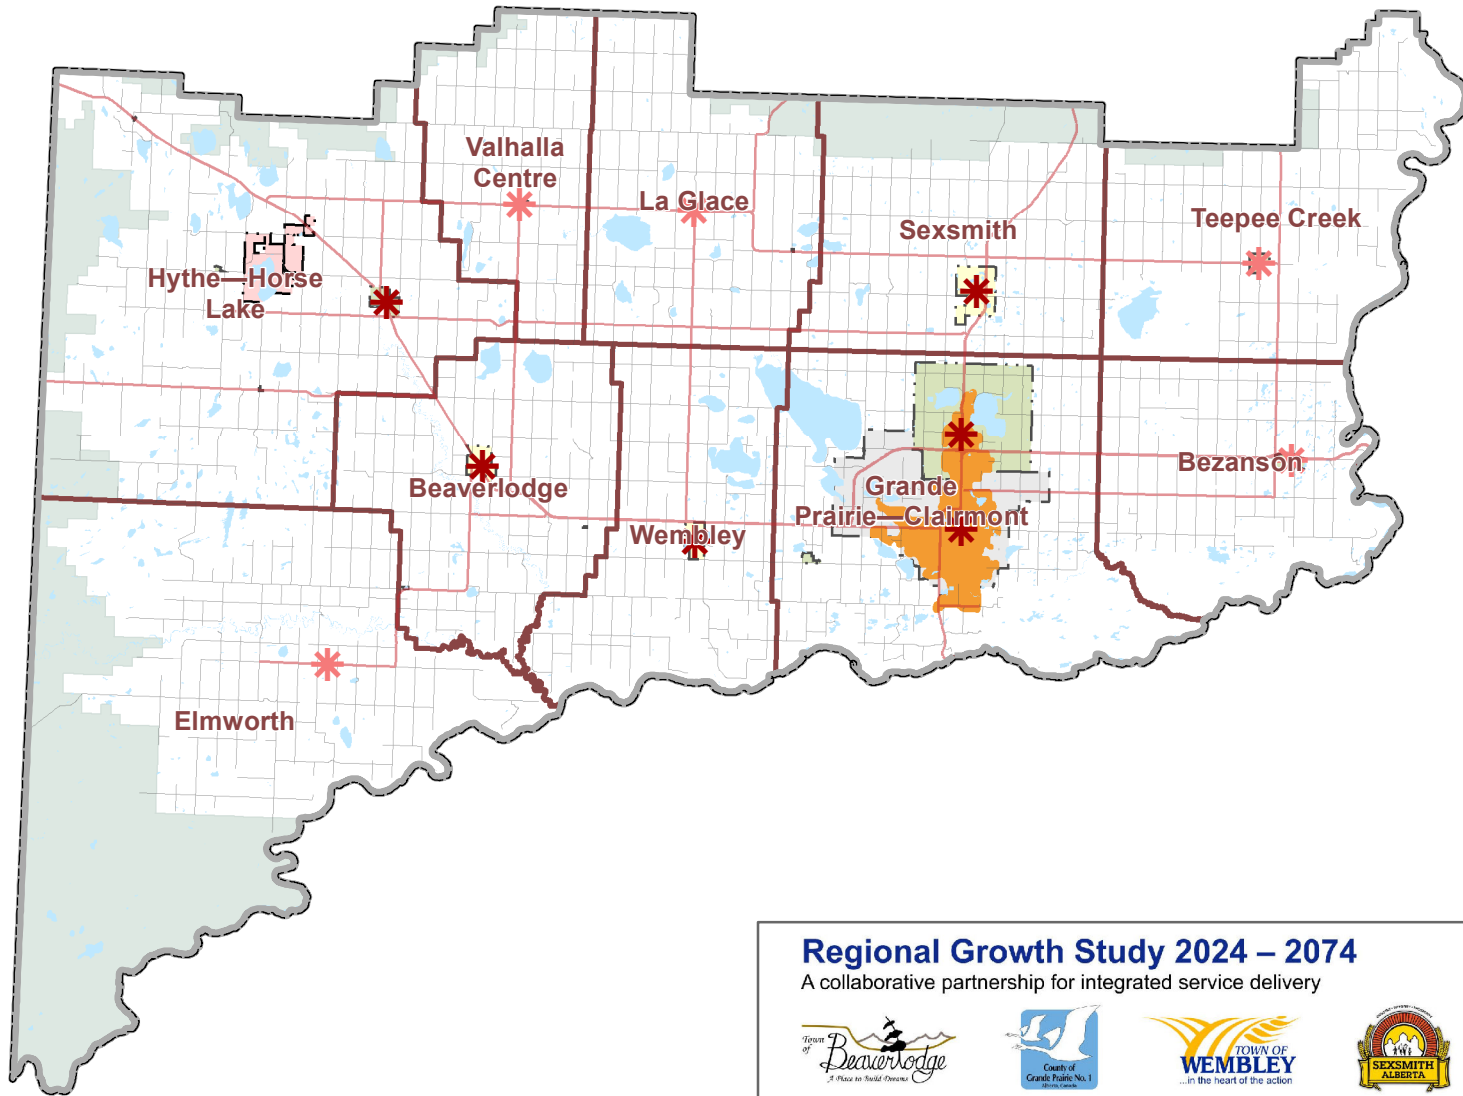 Valhalla
Centre
La Glace
Sexsmith
Teepee Creek
Hythe—Horse
Lake
Beaverlodge
Bezanson
Grande
Prairie—Clairmont
Wembley
Elmworth
Regional Growth Study 2024 – 2074
A collaborative partnership for integrated service delivery
Town
of
Beaverlodge
A Place to Build Dreams
County of
Grande Prairie No. 1
Alberta, Canada
TOWN OF
WEMBLEY
...in the heart of the action
SEXSMITH
ALBERTA